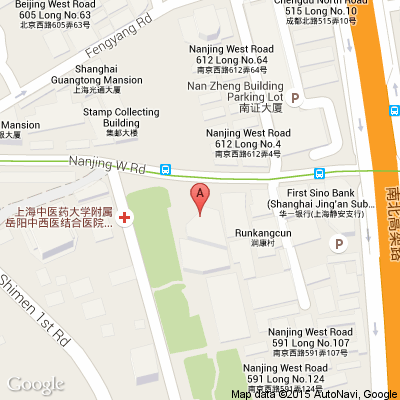 Beijing West Road
605 Long No.63
北京西路605弄63号
Fengyang Rd
Chengdu North Road
515 Long No.10
成都北路515弄10号
Nanjing West Road
612 Long No.64
南京西路612弄64号
Shanghai
Guangtong Mansion
上海光通大厦
Nan Zheng Building
Parking Lot
南证大厦
P
Stamp Collecting
Building
集邮大楼
Mansion
大厦
Nanjing West Road
612 Long No.4
南京西路612弄4号
Nanjing W Rd
A
First Sino Bank
(Shanghai Jing'an Sub...
华一银行(上海静安支行)
南北高架路
上海中医药大学附属
岳阳中西医结合医院...
Runkangcun
润康村
P
Shimen 1st Rd
Nanjing West Road
591 Long No.107
南京西路591弄107号
Nanjing West Road
591 Long No.124
南京西路591弄124号
Google
Map data ©2015 AutoNavi, Google